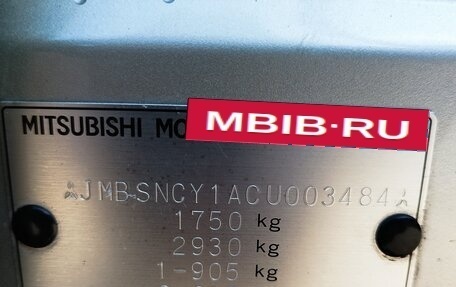 MBIB·RU
MITSUBISHI MO
JMBSNCY1ACU003484
1750 kg
2930 kg
1-905 kg